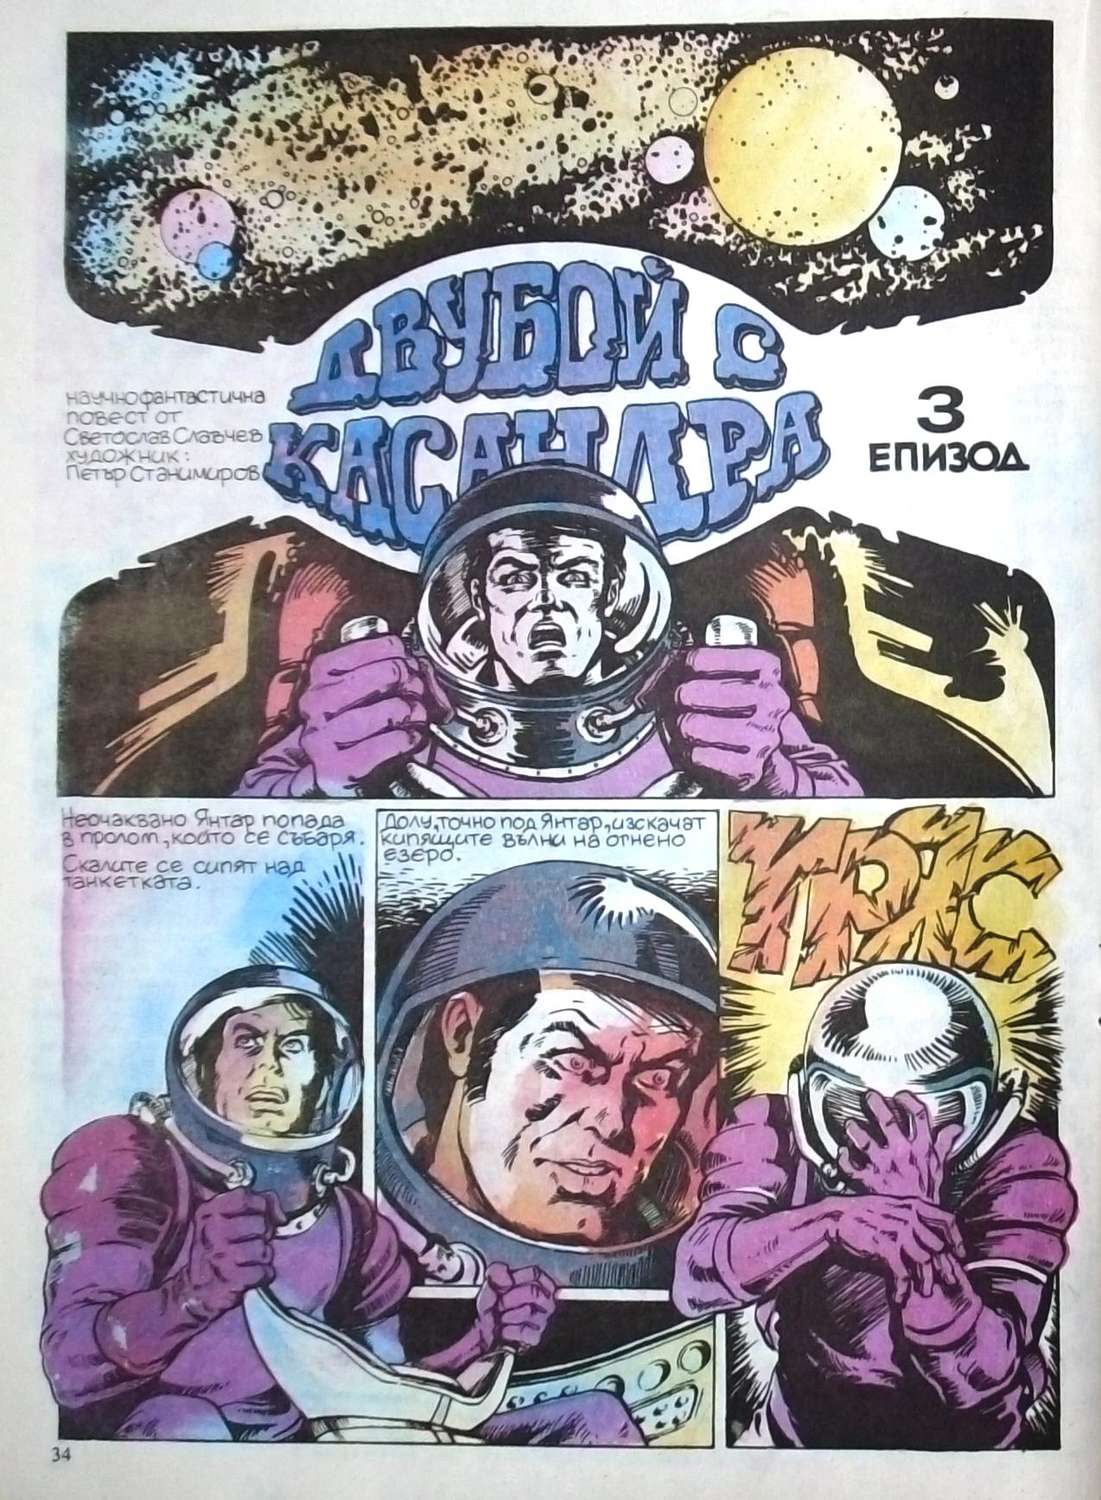 ДВУБОЙ С
КАСАНДРА
научнофантастична
повест от
Светослав Славчев
художник:
Петър Станимиров
3
ЕПИЗОД
Неочаквано Янтар попада
в пролом, който се събаря.
Скалите се сипят над
танкетката.
Долу, точно под Янтар, изскачат
кипящите вълни на огнено
езеро.
ПРЯС
34